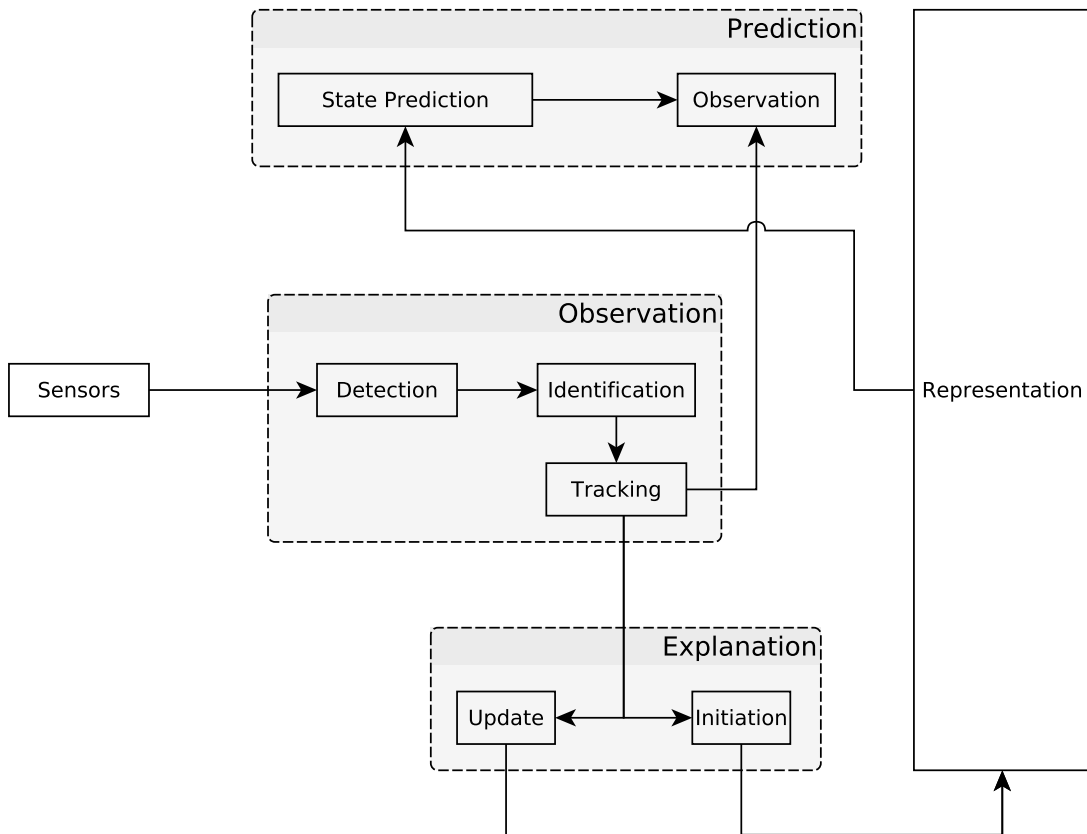 Prediction
State Prediction
Observation
Observation
Sensors
Detection
Identification
Representation
Tracking
Explanation
Update
Initiation